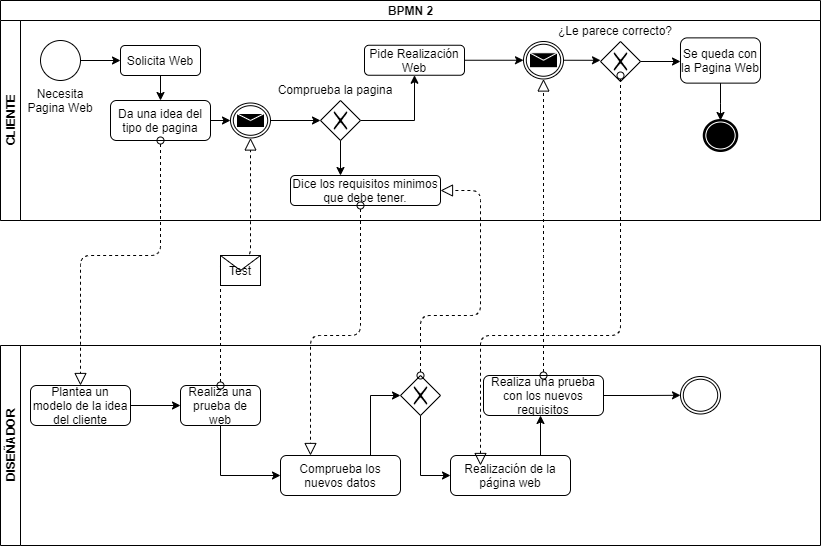 BPMN 2
CLIENTE
Necesita
Pagina Web
Solicita Web
Da una idea del
tipo de pagina
Comprueba la pagina
Dice los requisitos minimos
que debe tener.
Pide Realización
Web
¿Le parece correcto?
Se queda con
la Pagina Web
Test
DISEÑADOR
Plantea un
modelo de la idea
del cliente
Realiza una
prueba de
web
Comprueba los
nuevos datos
Realización de la
página web
Realiza una prueba
con los nuevos
requisitos